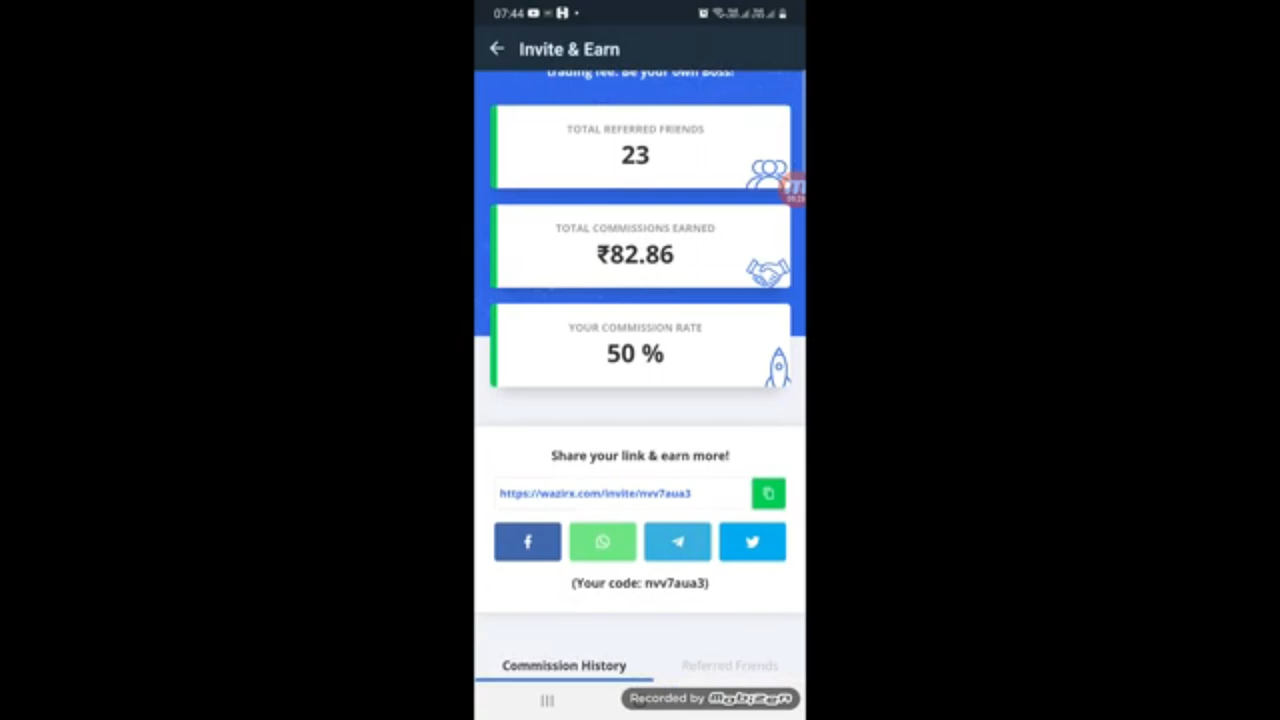 07:44
Invite & Earn
trading fee. Be your own Boss!
TOTAL REFERRED FRIENDS
23
TOTAL COMMISSIONS EARNED
₹82.86
YOUR COMMISSION RATE
50 %
Share your link & earn more!
https://wazirx.com/invite/nvv7aua3
(Your code: nvv7aua3)
Commission History
Referred Friends
Recorded by mobizen